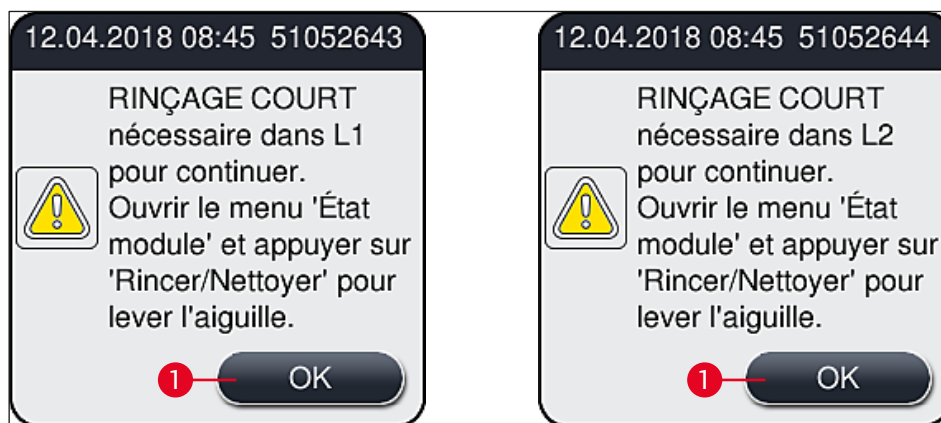 12.04.2018 08:45 51052643
RINÇAGE COURT
nécessaire dans L1
pour continuer.
Ouvrir le menu 'État
module' et appuyer sur
'Rincer/Nettoyer' pour
lever l'aiguille.
1
OK
12.04.2018 08:45 51052644
RINÇAGE COURT
nécessaire dans L2
pour continuer.
Ouvrir le menu 'État
module' et appuyer sur
'Rincer/Nettoyer' pour
lever l'aiguille.
1
OK